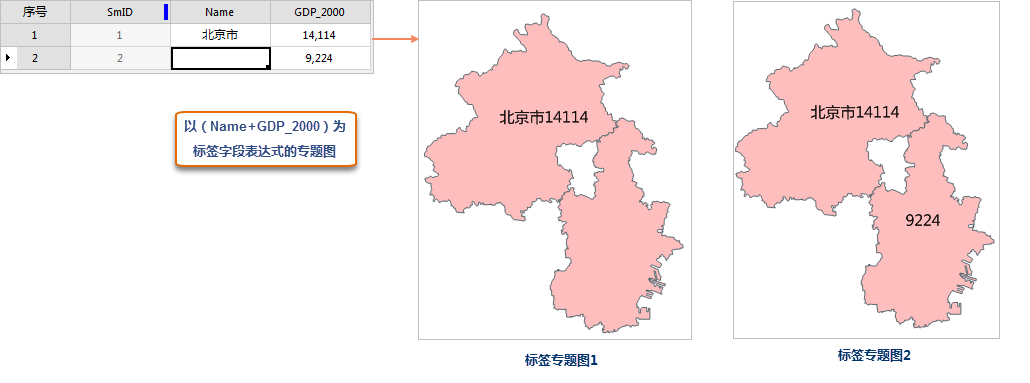 序号 SmID Name GDP_2000
1 1 北京市 14,114
2 2 9,224
以（Name+GDP_2000）为
标签字段表达式的专题图
北京市14114
标签专题图1
北京市14114
9224
标签专题图2